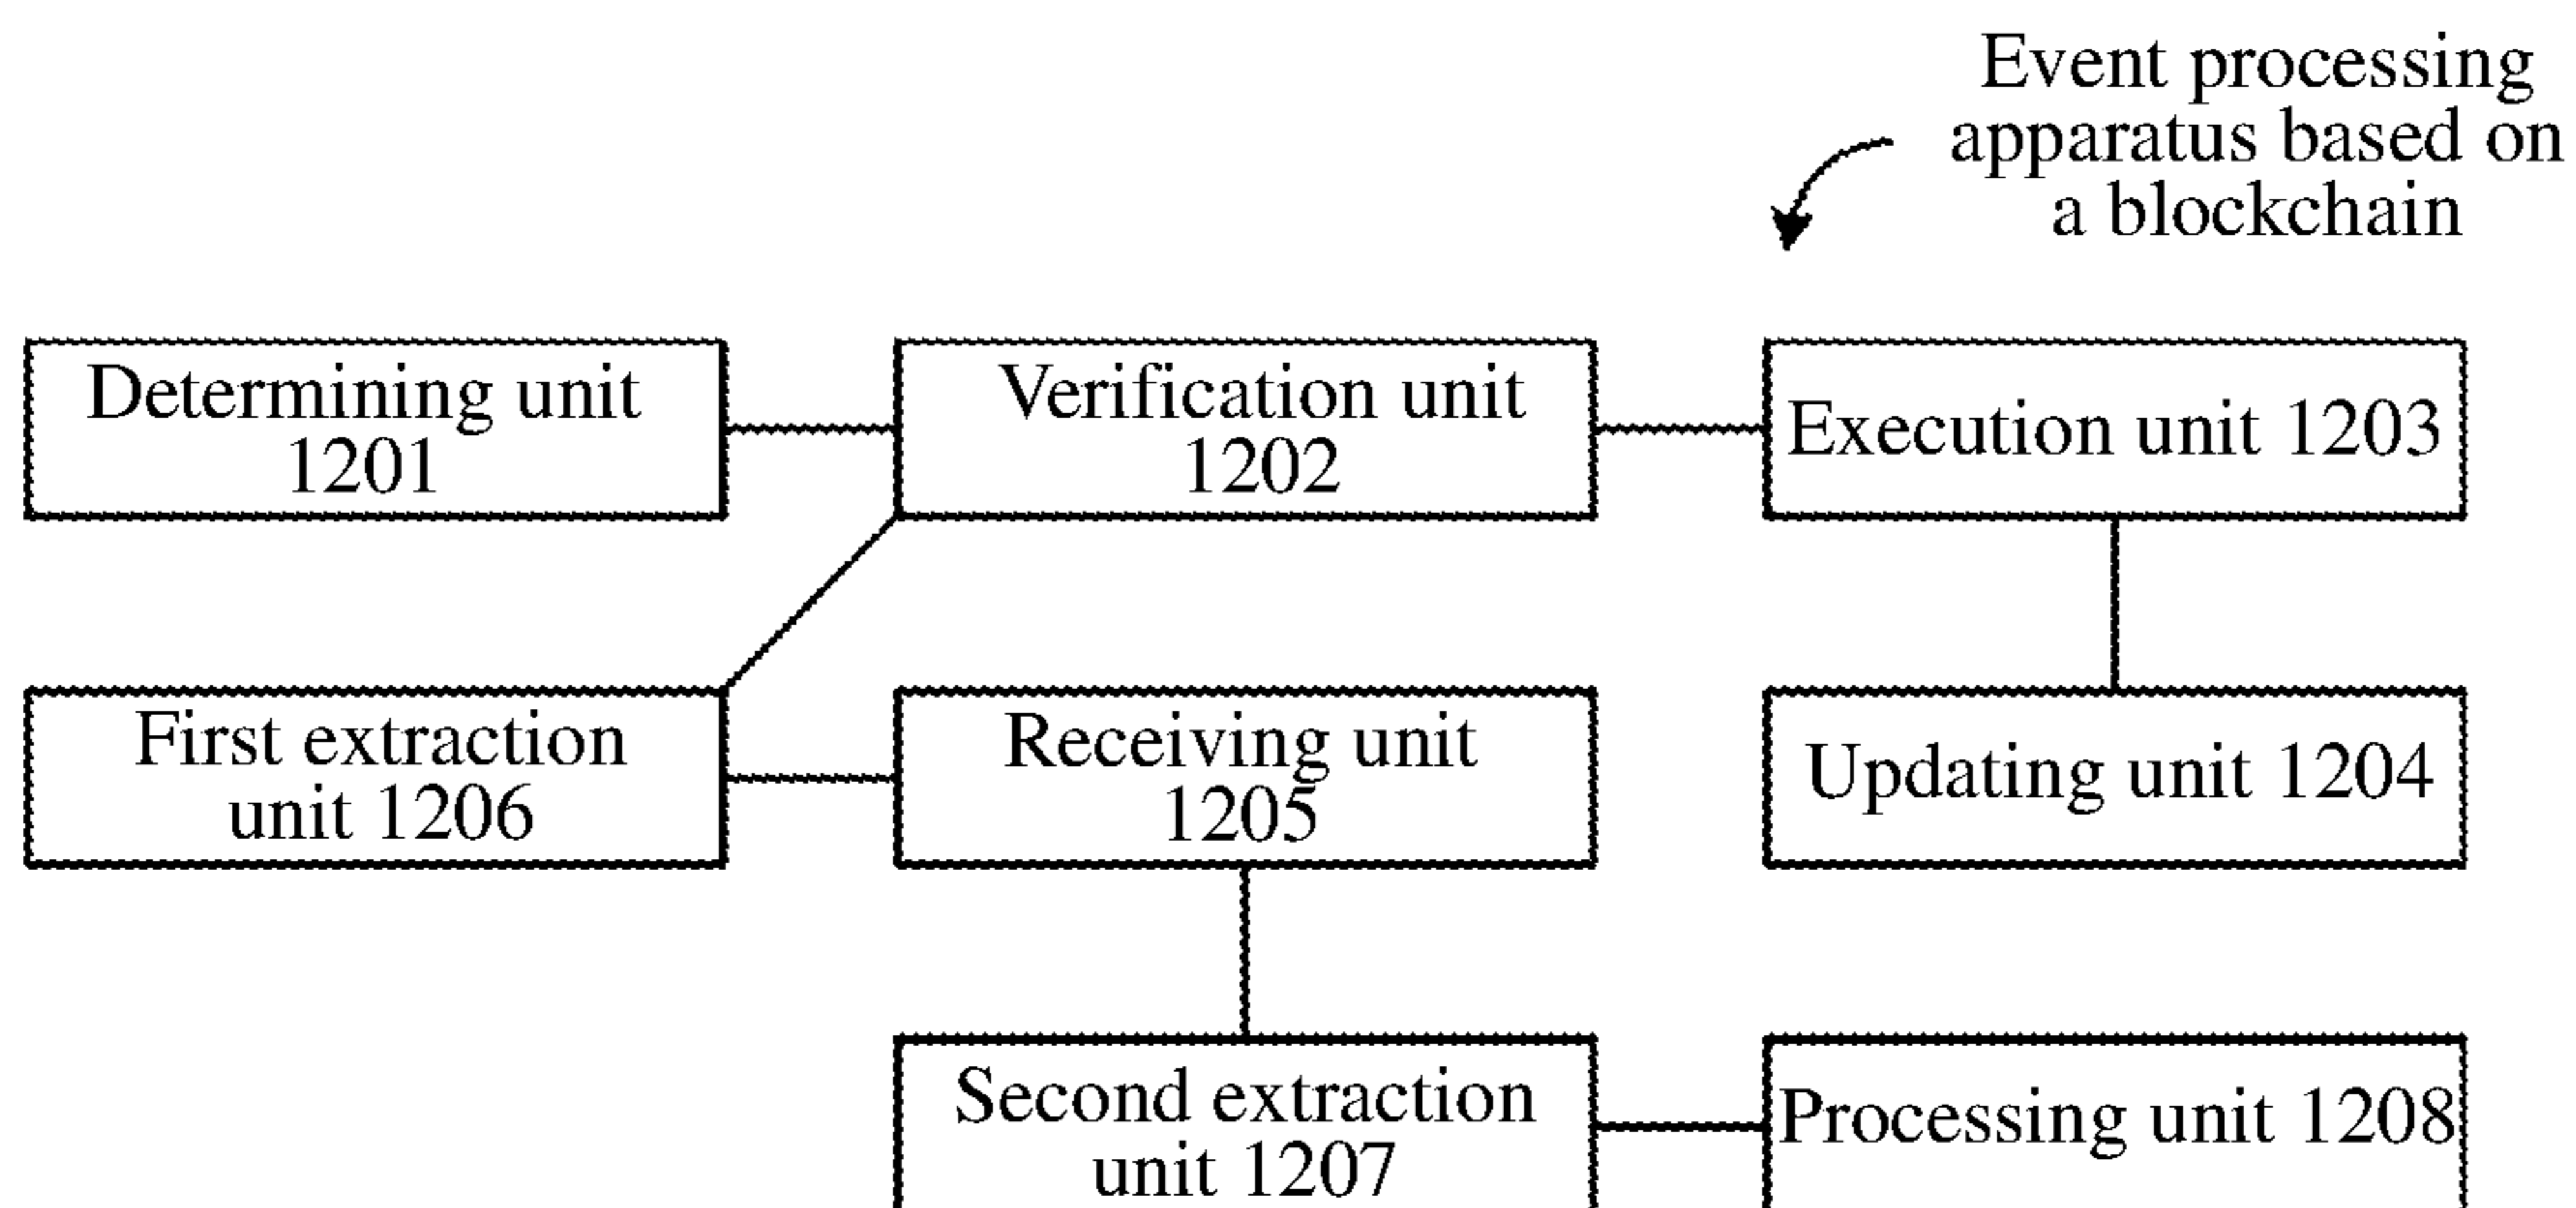 Event processing
apparatus based on
a blockchain
Determining unit
1201
Verification unit
1202
Execution unit 1203
First extraction
unit 1206
Receiving unit
1205
Updating unit 1204
Second extraction
unit 1207
Processing unit 1208